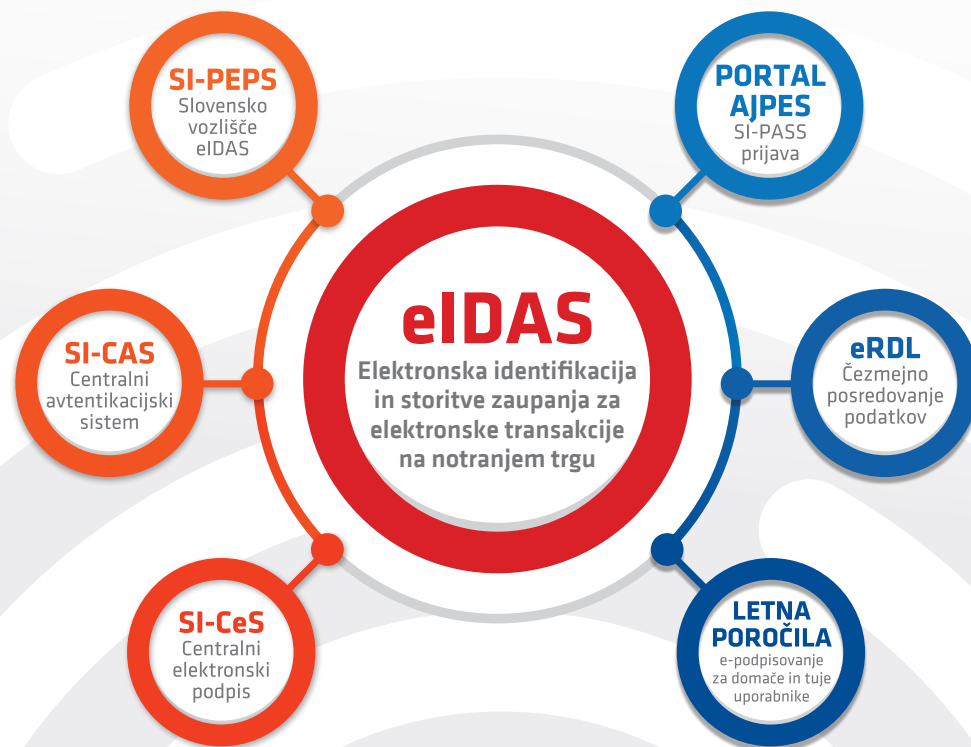 SI-PEPS
Slovensko
vozlišče
eIDAS
PORTAL
AJPES
SI-PASS
prijava
eIDAS
Elektronska identifikacija
in storitve zaupanja za
elektronske transakcije
na notranjem trgu
SI-CAS
Centralni
avtentikacijski
sistem
eRDL
Čezmejno
posredovanje
podatkov
SI-CeS
Centralni
elektronski
podpis
LETNA
POROČILA
e-podpisovanje
za domače in tuje
uporabnike